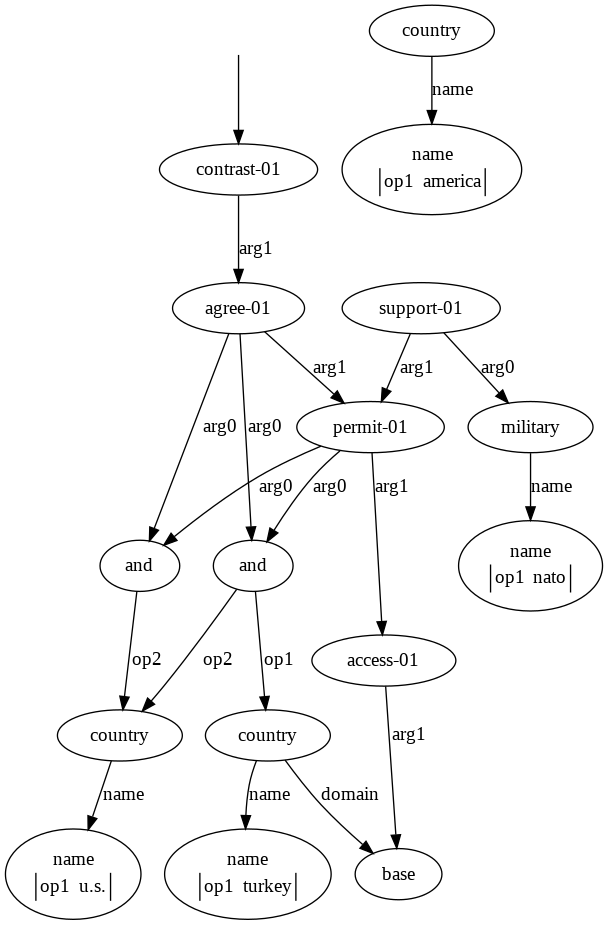 country
name
name
op1 america
contrast-01
arg1
agree-01
support-01
arg1
arg1
arg0
arg0
arg0
permit-01
military
arg0
arg0
arg1
name
and
and
name
op1 nato
op2
op2
op1
access-01
country
country
arg1
name
name
domain
name
op1 u.s.
name
op1 turkey
base